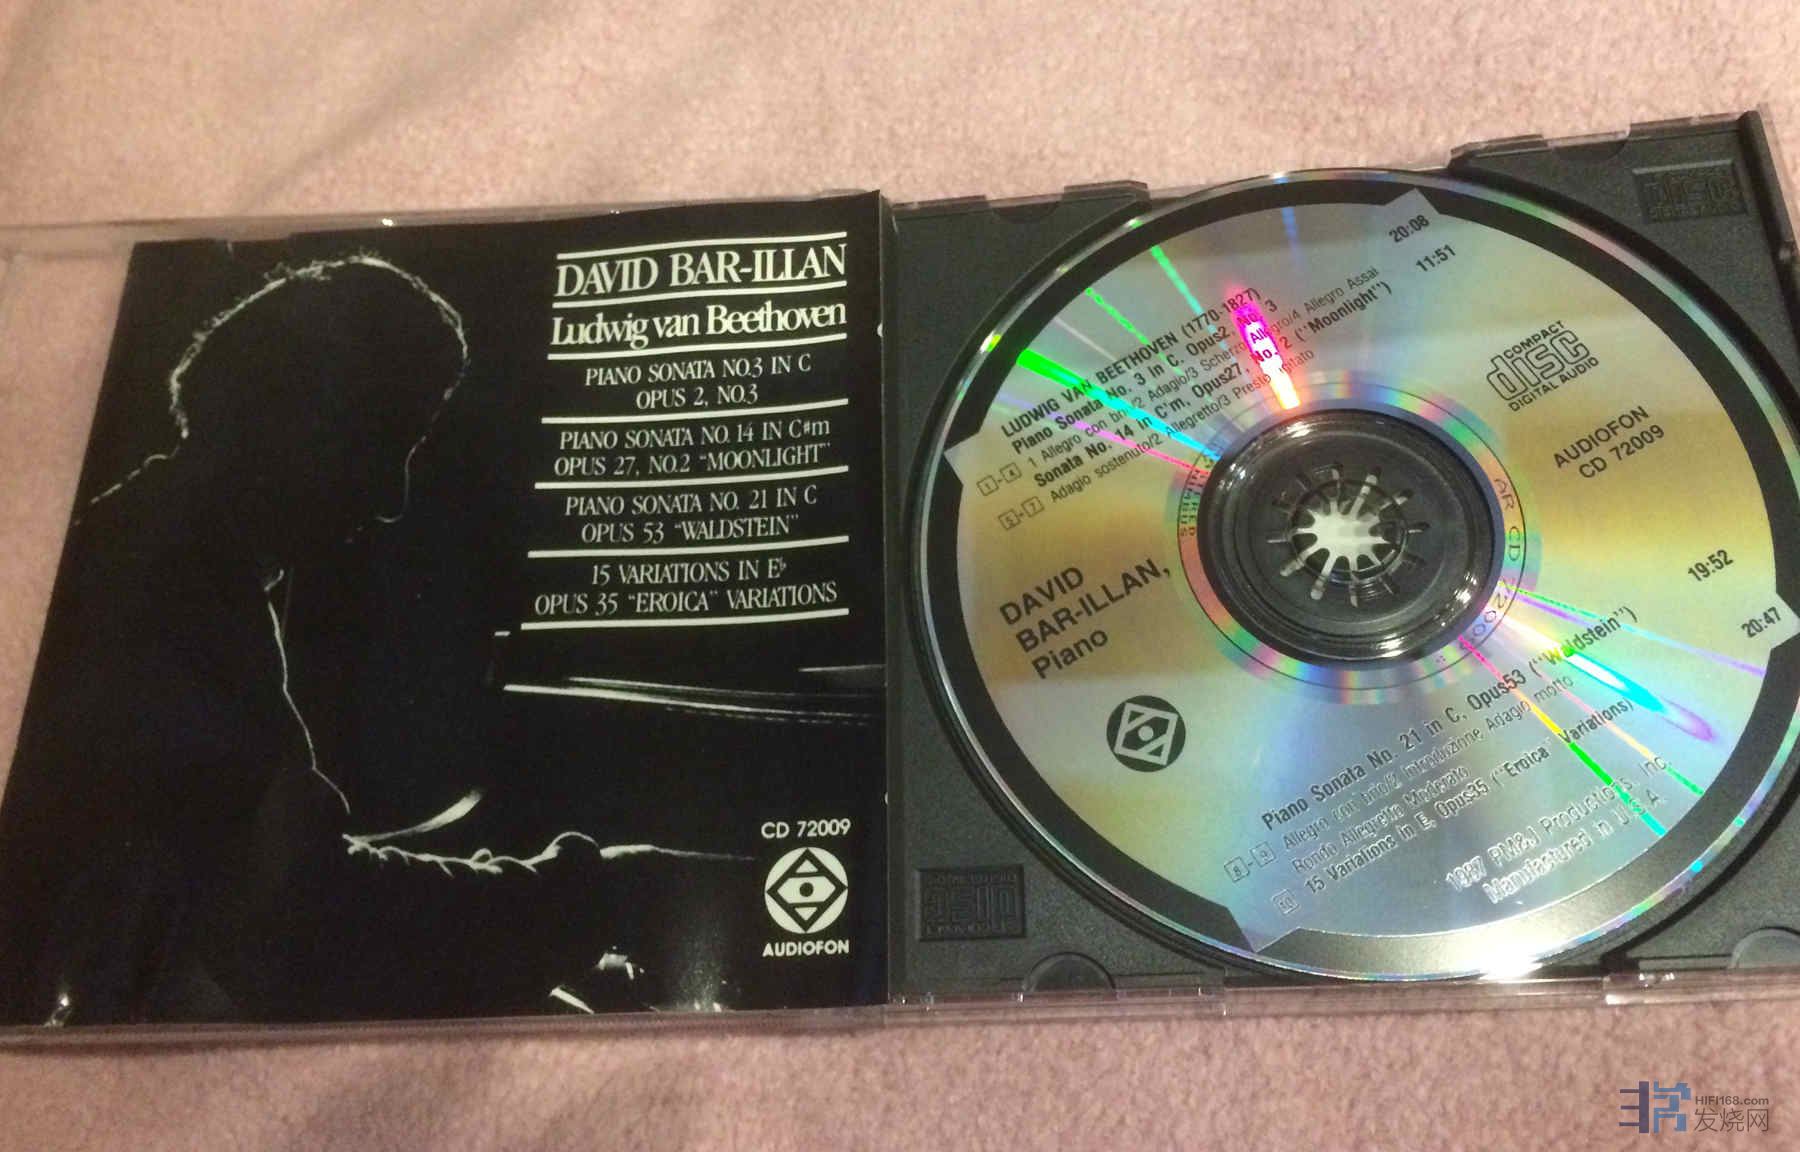 DAVID BAR-ILLAN
Ludwig van Beethoven
PIANO SONATA NO.3 IN C
OPUS 2, NO.3
PIANO SONATA NO. 14 IN C#m
OPUS 27, NO.2 "MOONLIGHT"
PIANO SONATA NO. 21 IN C
OPUS 53 "WALDSTEIN"
15 VARIATIONS IN E♭
OPUS 35 "EROICA" VARIATIONS
CD 72009
AUDIOFON
LUDWIG VAN BEETHOVEN (1770-1827)
Piano Sonata No. 3 in C. Opus2, No. 3 20:08
1 Allegro con brio/2 Adagio/3 Scherzo Allegro/4 Allegro Assai
Sonata No. 14 in C'm, Opus27, No. 2 ("Moonlight") 11:51
Adagio sostenuto/2 Allegretto/3 Presto
COMPACT
disc
DIGITAL AUDIO
AUDIOFON
CD 72009
DAVID
BAR-ILLAN,
Piano
Piano Sonata No. 21 in C. Opus53 ("Waldstein") 19:52
Allegro con brio/2 Introduzione Adagio molto
Rondo Allegretto Moderato
15 Variations in E. Opus35 ("Eroica" Variations) 20:47
1987 Productions, Inc.
Manufactured in U.S.A.
HIFI168.com
发烧网